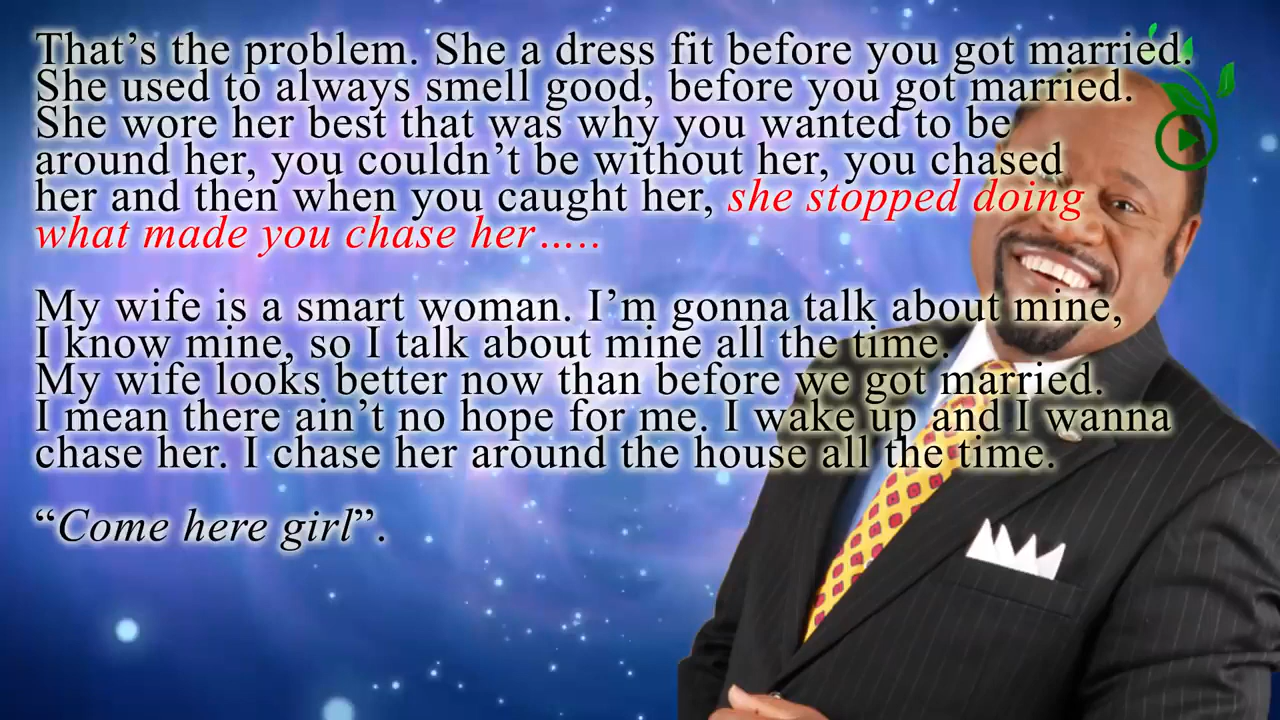 That’s the problem. She a dress fit before you got married.
She used to always smell good, before you got married.
She wore her best that was why you wanted to be
around her, you couldn’t be without her, you chased
her and then when you caught her, she stopped doing
what made you chase her.....
My wife is a smart woman. I’m gonna talk about mine,
I know mine, so I talk about mine all the time.
My wife looks better now than before we got married.
I mean there ain’t no hope for me. I wake up and I wanna
chase her. I chase her around the house all the time.
“Come here girl”.